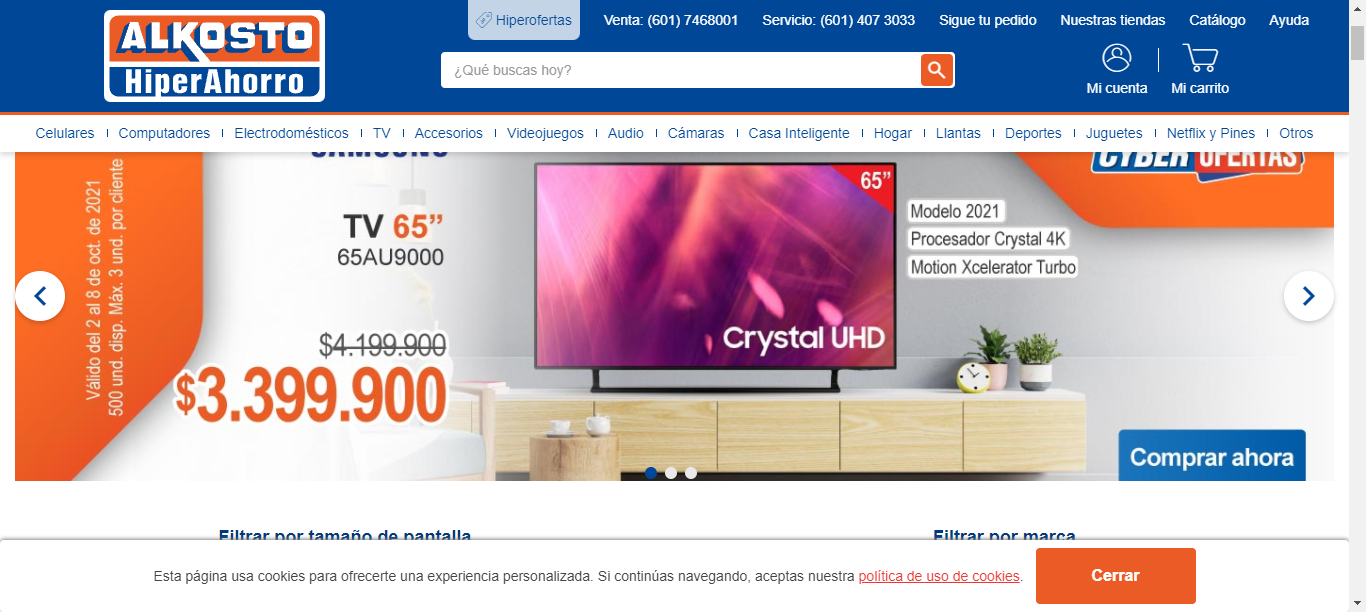 ALKOSTO
HiperAhorro
Hiperofertas
Venta: (601) 7468001
Servicio: (601) 407 3033
Sigue tu pedido
Nuestras tiendas
Catálogo
Ayuda
¿Qué buscas hoy?
Mi cuenta
Mi carrito
Celulares
Computadores
Electrodomésticos
TV
Accesorios
Videojuegos
Audio
Cámaras
Casa Inteligente
Hogar
Llantas
Deportes
Juguetes
Netflix y Pines
Otros
Válido del 2 al 8 de oct. de 2021
500 und. disp. Máx. 3 und. por cliente
SAMSUNG
TV 65”
65AU9000
$4.199.900
$3.399.900
65”
Crystal UHD
CYBER OFERTAS
Modelo 2021
Procesador Crystal 4K
Motion Xcelerator Turbo
Comprar ahora
Filtrar por tamaño de pantalla
Filtrar por marca
Esta página usa cookies para ofrecerte una experiencia personalizada. Si continúas navegando, aceptas nuestra política de uso de cookies.
Cerrar